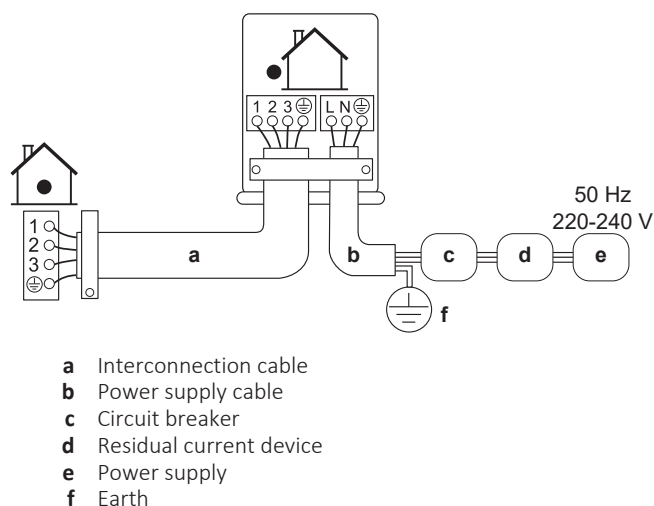 1 2 3 L N
1
2
3
a
b
50 Hz
220-240 V
c d e
f
a Interconnection cable
b Power supply cable
c Circuit breaker
d Residual current device
e Power supply
f Earth